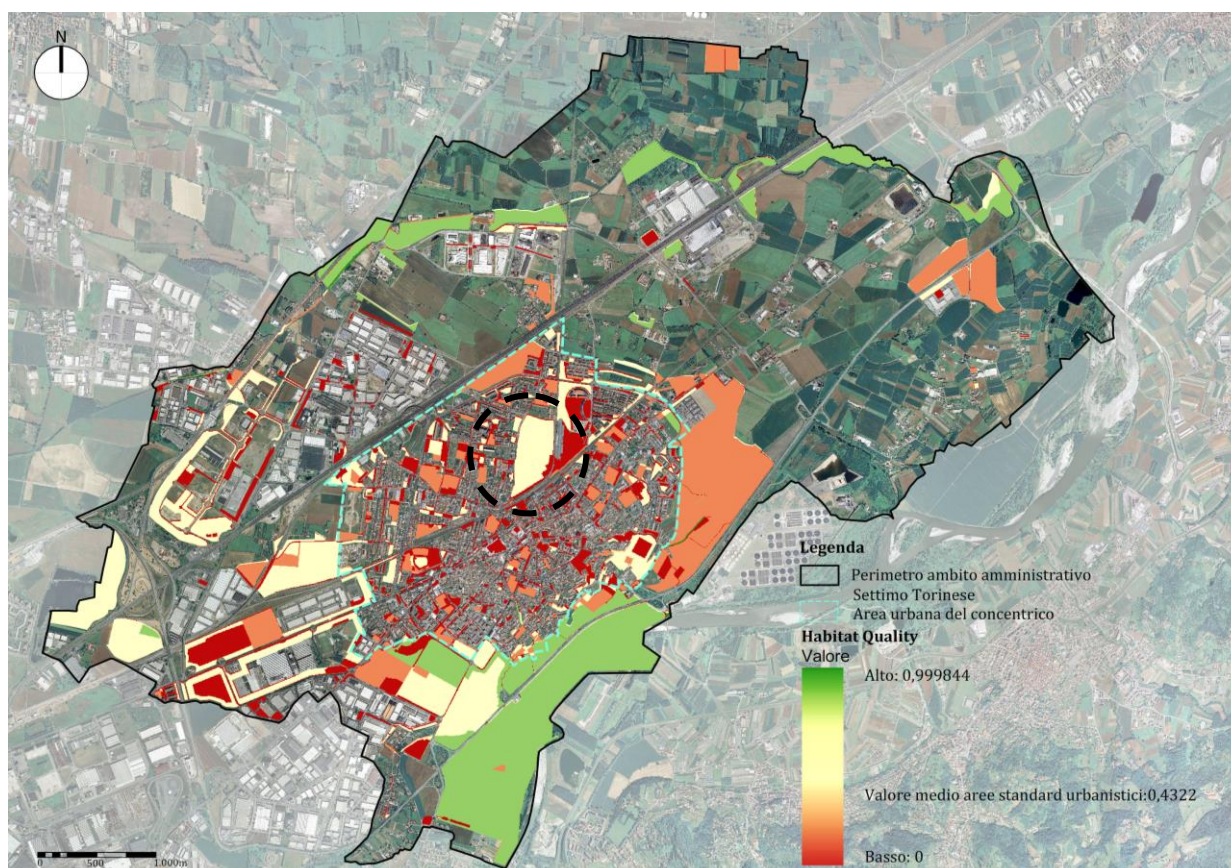 N
Legenda
Perimetro ambito amministrativo
Settimo Torinese
Area urbana del concentrico
Habitat Quality
Valore
Alto: 0,999844
Valore medio aree standard urbanistici:0,4322
Basso: 0
0 500 1.000m